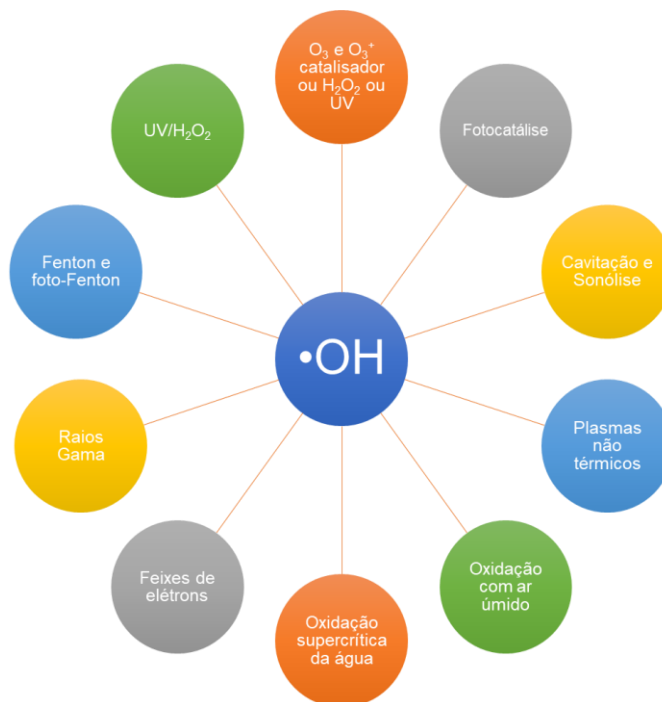 O₃ e O₃⁺
catalisador
ou H₂O₂ ou
UV
Fotocatálise
Cavitação e
Sonólise
Plasmas
não
térmicos
Oxidação
com ar
úmido
Oxidação
supercrítica
da água
Feixes de
elétrons
Raios
Gama
Fenton e
foto-Fenton
UV/H₂O₂
•OH